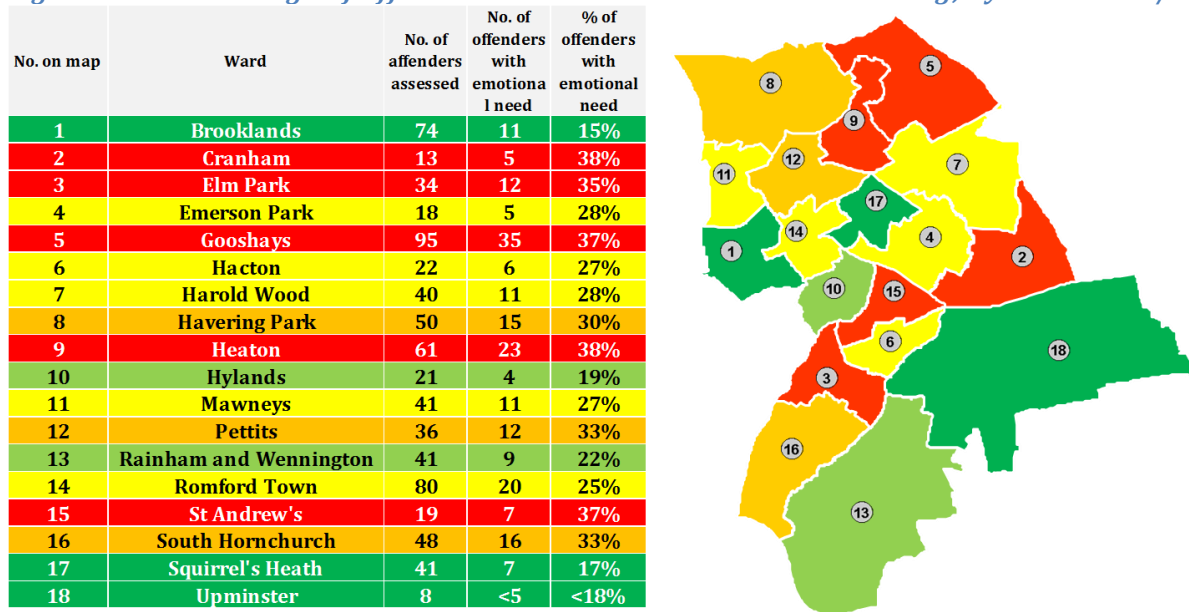 No. on map Ward No. of affenders assessed No. of offenders with emotiona l need % of offenders with emotional need
1 Brooklands 74 11 15%
2 Cranham 13 5 38%
3 Elm Park 34 12 35%
4 Emerson Park 18 5 28%
5 Gooshays 95 35 37%
6 Hacton 22 6 27%
7 Harold Wood 40 11 28%
8 Havering Park 50 15 30%
9 Heaton 61 23 38%
10 Hylands 21 4 19%
11 Mawneys 41 11 27%
12 Pettits 36 12 33%
13 Rainham and Wennington 41 9 22%
14 Romford Town 80 20 25%
15 St Andrew's 19 7 37%
16 South Hornchurch 48 16 33%
17 Squirrel's Heath 41 7 17%
18 Upminster 8 <5 <18%
5
8
9
12
7
11
17
14
4
1
2
10
15
6
18
3
16
13